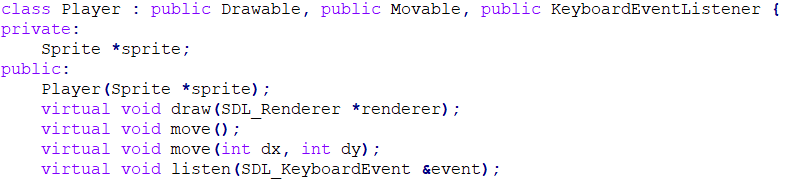 class Player : public Drawable, public Movable, public KeyboardEventListener {
private:
    Sprite *sprite;
public:
    Player(Sprite *sprite);
    virtual void draw(SDL_Renderer *renderer);
    virtual void move();
    virtual void move(int dx, int dy);
    virtual void listen(SDL_KeyboardEvent &event);